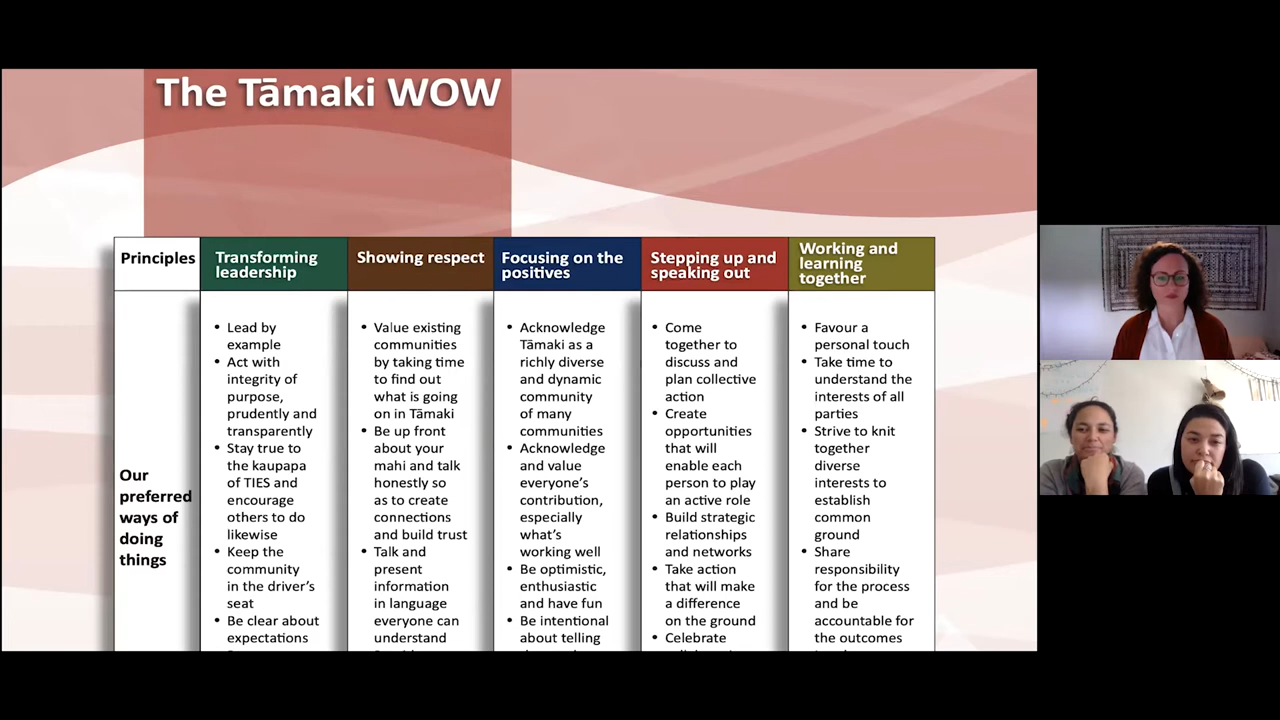 The Tāmaki WOW
Principles
Transforming
leadership
Showing respect
Focusing on the
positives
Stepping up and
speaking out
Working and
learning
together
Our
preferred
ways of
doing
things
• Lead by
example
• Act with
integrity of
purpose,
prudently and
transparently
• Stay true to
the kaupapa
of TIES and
encourage
others to do
likewise
• Keep the
community
in the driver's
seat
• Be clear about
expectations
• Value existing
communities
by taking time
to find out
what is going
on in Tāmaki
• Be up front
about your
mahi and talk
honestly so
as to create
connections
and build trust
• Talk and
present
information
in language
everyone can
understand
• Acknowledge
Tāmaki as a
richly diverse
and dynamic
community
of many
communities
• Acknowledge
and value
everyone's
contribution,
especially
what's
working well
• Be optimistic,
enthusiastic
and have fun
• Be intentional
about telling
• Come
together to
discuss and
plan collective
action
• Create
opportunities
that will
enable each
person to play
an active role
• Build strategic
relationships
and networks
• Take action
that will make
a difference
on the ground
• Celebrate
• Favour a
personal touch
• Take time to
understand the
interests of all
parties
• Strive to knit
together
diverse
interests to
establish
common
ground
• Share
responsibility
for the process
and be
accountable for
the outcomes